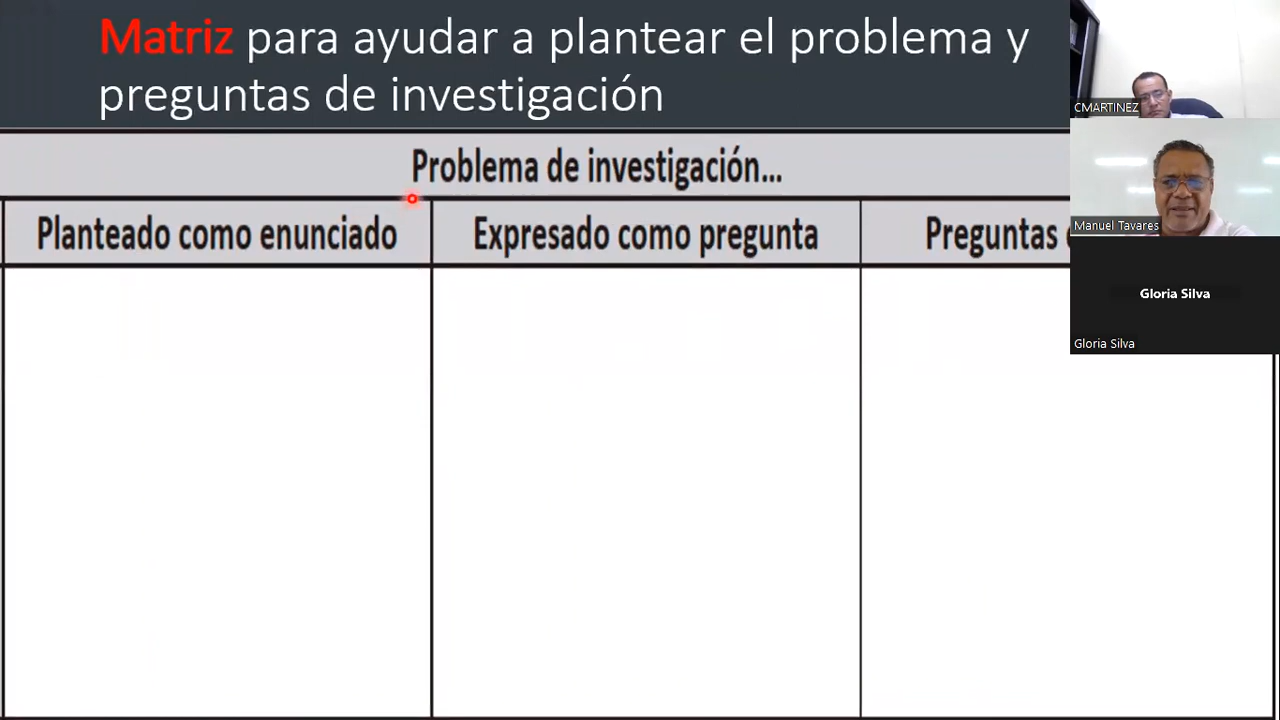 Matriz para ayudar a plantear el problema y
preguntas de investigación
Problema de investigación...
Planteado como enunciado
Expresado como pregunta
Preguntas
CMARTINEZ
Manuel Tavares
Gloria Silva
Gloria Silva